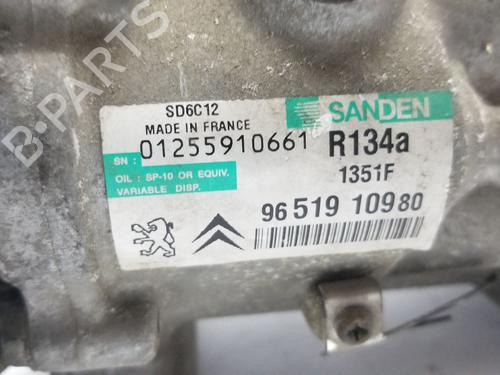 SD6C12
MADE IN FRANCE
SANDEN
SN : 01255910661
R134a
OIL : SP-10 OR EQUIV.
VARIABLE DISP.
1351F
96 519 109 80
B-PARTS